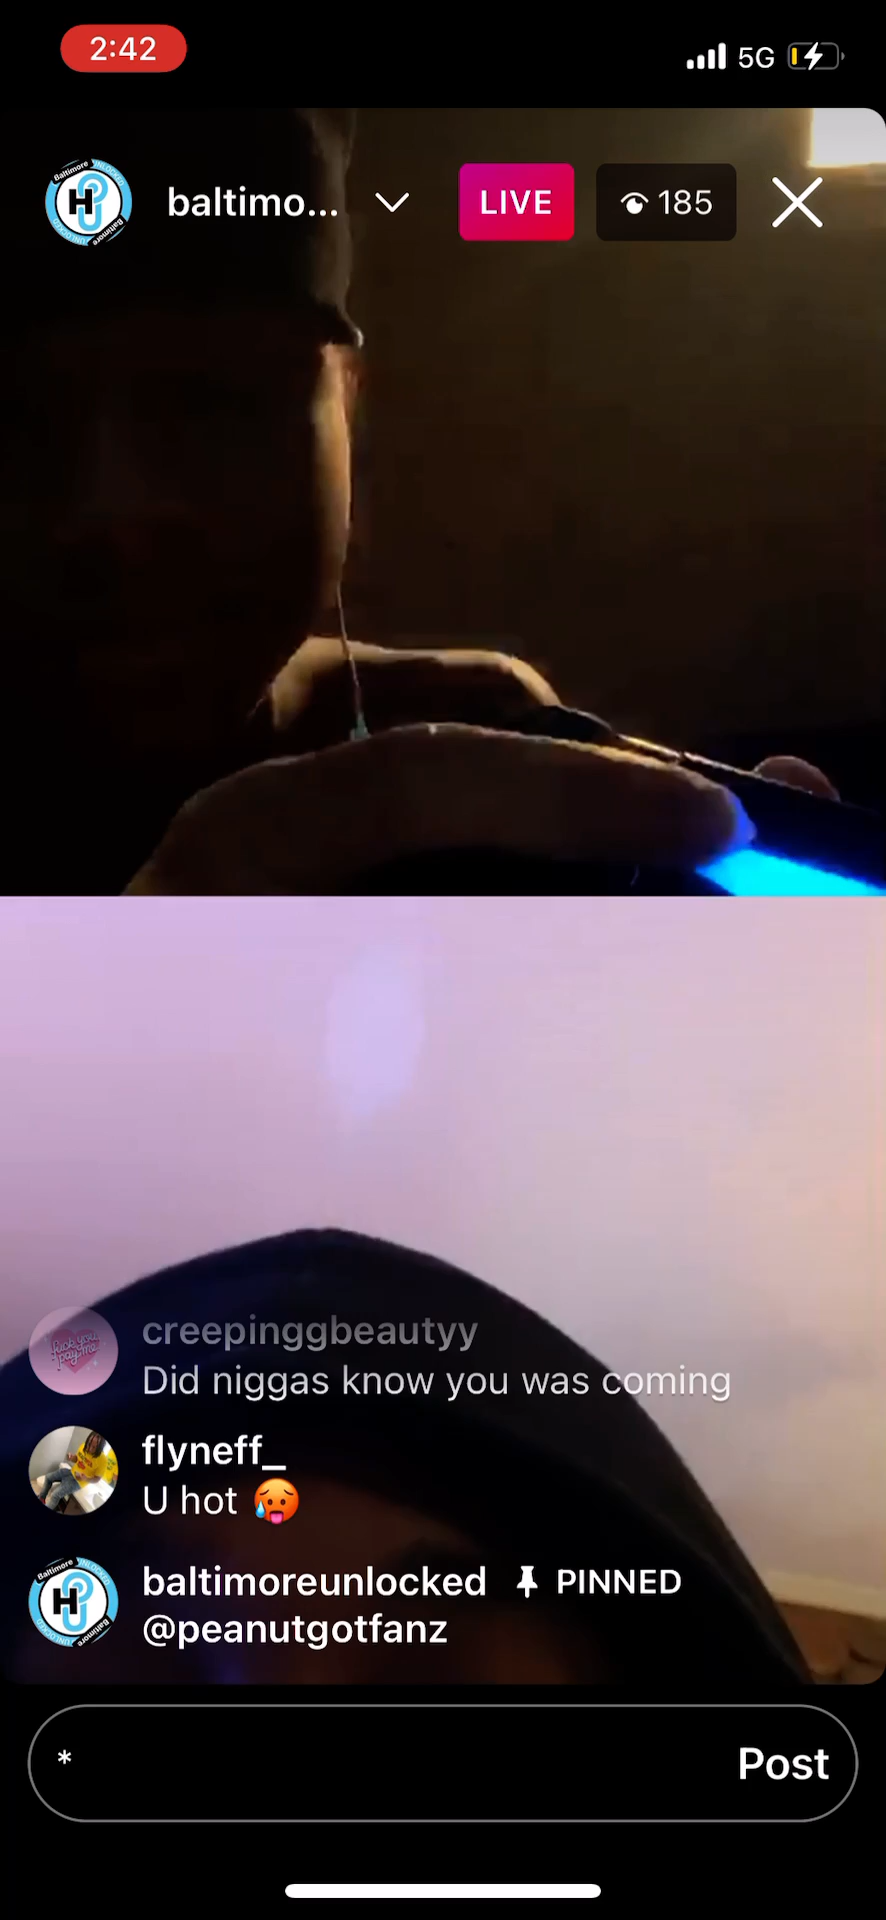 2:42
5G
baltimo...
LIVE
185
creepinggbeautyy
Did niggas know you was coming
flyneff_
U hot 🥵
baltimoreunlocked PINNED
@peanutgotfanz
*
Post